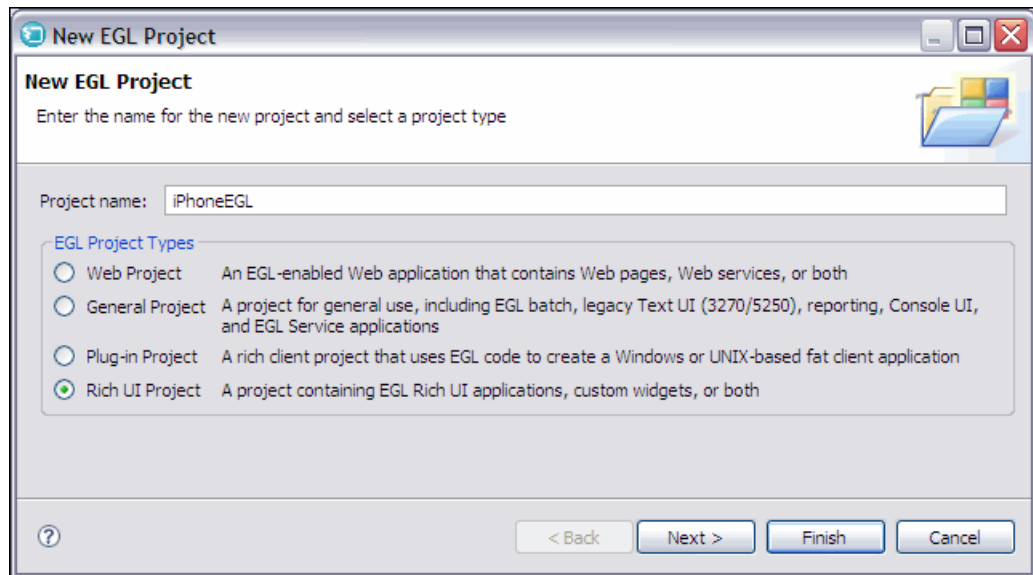 New EGL Project
New EGL Project
Enter the name for the new project and select a project type
Project name: iPhoneEGL
EGL Project Types
Web Project An EGL-enabled Web application that contains Web pages, Web services, or both
General Project A project for general use, including EGL batch, legacy Text UI (3270/5250), reporting, Console UI,
and EGL Service applications
Plug-in Project A rich client project that uses EGL code to create a Windows or UNIX-based fat client application
Rich UI Project A project containing EGL Rich UI applications, custom widgets, or both
? < Back Next > Finish Cancel